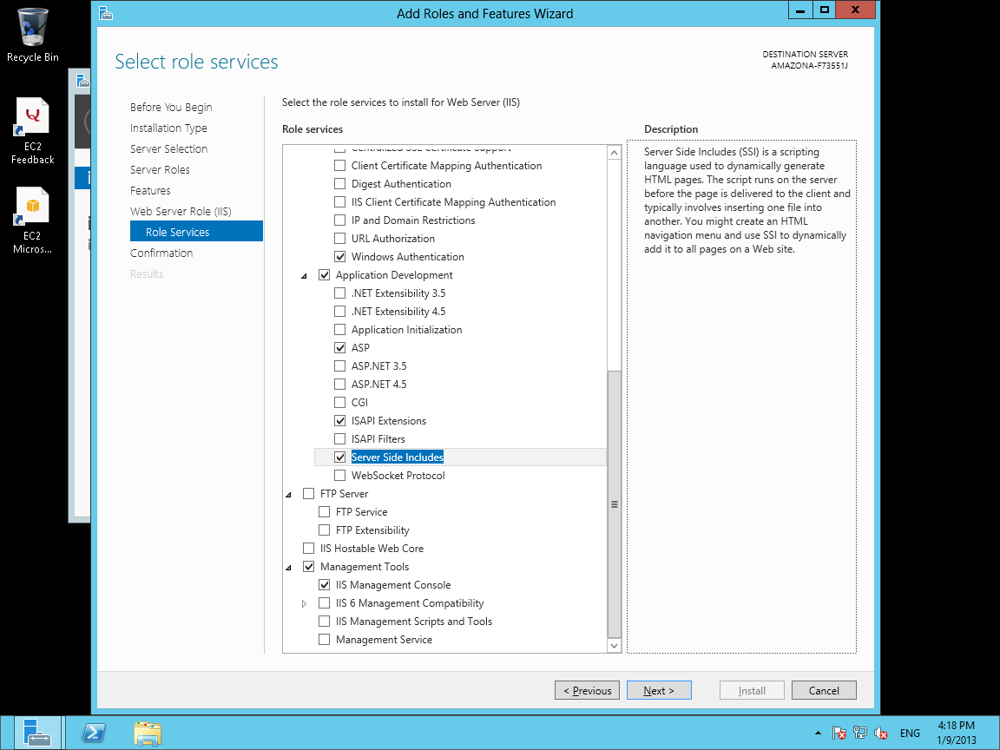 Add Roles and Features Wizard
Recycle Bin
EC2
Feedback
EC2
Micros...
Select role services
DESTINATION SERVER
AMAZONA-F73551J
Before You Begin
Installation Type
Server Selection
Server Roles
Features
Web Server Role (IIS)
Role Services
Confirmation
Results
Select the role services to install for Web Server (IIS)
Role services
Centralized SSL Certificate Support
Client Certificate Mapping Authentication
Digest Authentication
IIS Client Certificate Mapping Authentication
IP and Domain Restrictions
URL Authorization
Windows Authentication
Application Development
.NET Extensibility 3.5
.NET Extensibility 4.5
Application Initialization
ASP
ASP.NET 3.5
ASP.NET 4.5
CGI
ISAPI Extensions
ISAPI Filters
Server Side Includes
WebSocket Protocol
FTP Server
FTP Service
FTP Extensibility
IIS Hostable Web Core
Management Tools
IIS Management Console
IIS 6 Management Compatibility
IIS Management Scripts and Tools
Management Service
Description
Server Side Includes (SSI) is a scripting
language used to dynamically generate
HTML pages. The script runs on the server
before the page is delivered to the client and
typically involves inserting one file into
another. You might create an HTML
navigation menu and use SSI to dynamically
add it to all pages on a Web site.
< Previous
Next >
Install
Cancel
ENG
4:18 PM
1/9/2013